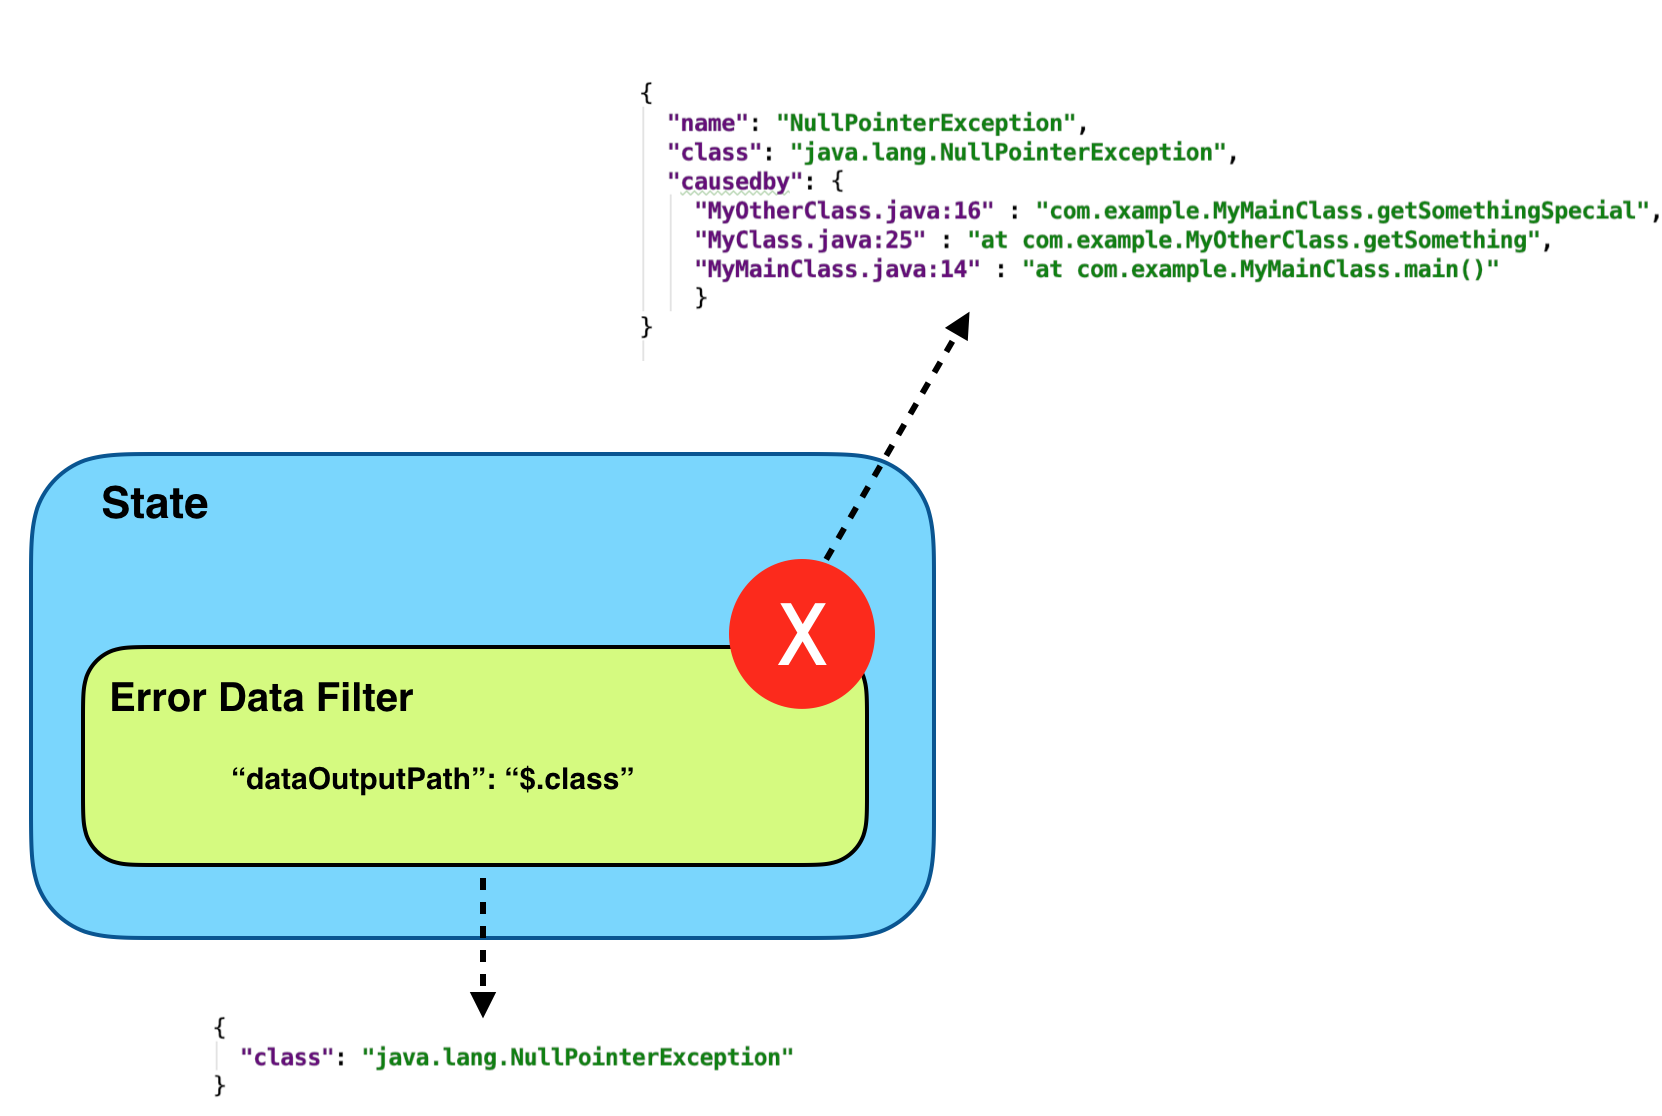 {
"name": "NullPointerException",
"class": "java.lang.NullPointerException",
"causedby": {
"MyOtherClass.java:16" : "com.example.MyMainClass.getSomethingSpecial",
"MyClass.java:25" : "at com.example.MyOtherClass.getSomething",
"MyMainClass.java:14" : "at com.example.MyMainClass.main()"
}
}
State
X
Error Data Filter
“dataOutputPath”: “$.class”
{
"class": "java.lang.NullPointerException"
}